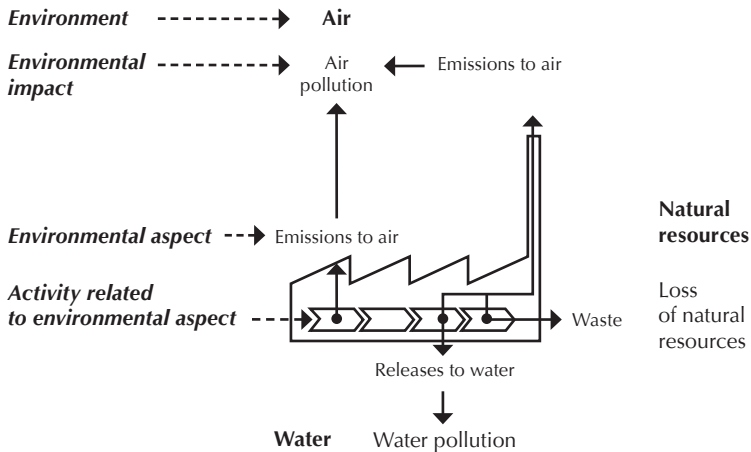 Environment
Air
Environmental
impact
Air
pollution
Emissions to air
Environmental aspect
Emissions to air
Natural
resources
Activity related
to environmental aspect
Waste
Loss
of natural
resources
Releases to water
Water
Water pollution